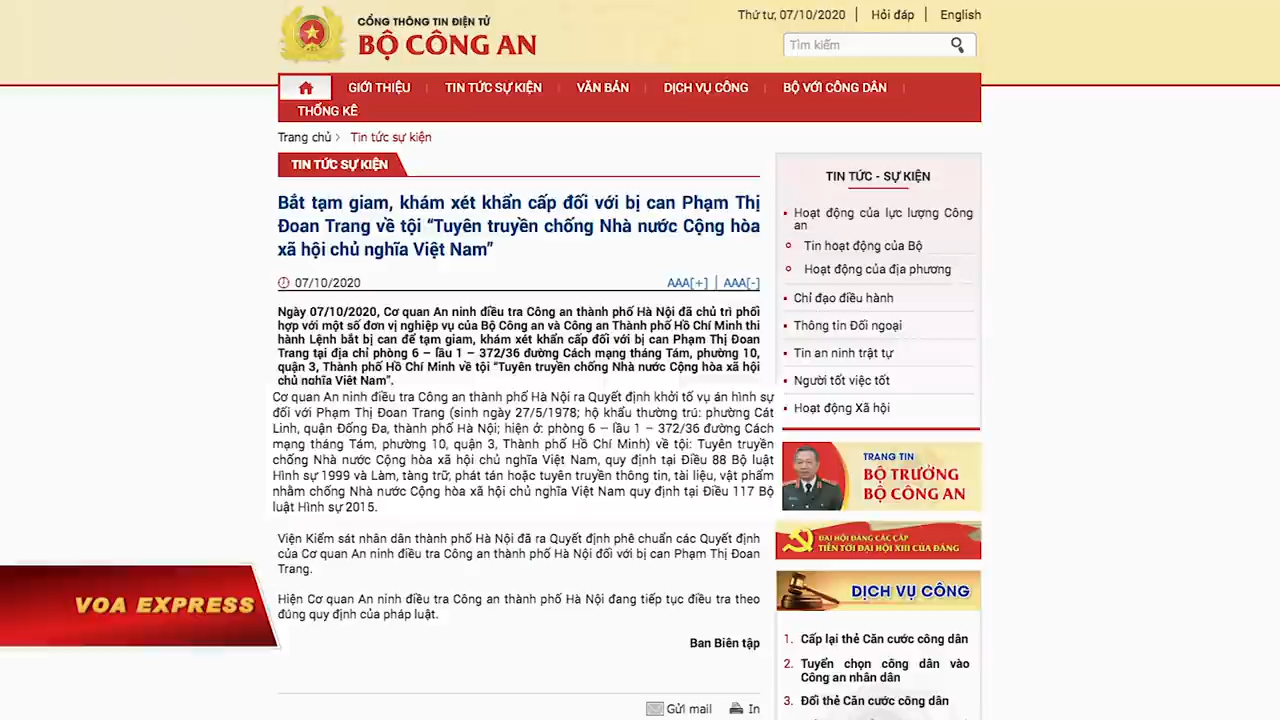 CỔNG THÔNG TIN ĐIỆN TỬ
BỘ CÔNG AN
Thứ tư, 07/10/2020 | Hỏi đáp | English
Tìm kiếm
GIỚI THIỆU | TIN TỨC SỰ KIỆN | VĂN BẢN | DỊCH VỤ CÔNG | BỘ VỚI CÔNG DÂN |
THỐNG KÊ
Trang chủ › Tin tức sự kiện
TIN TỨC SỰ KIỆN
Bắt tạm giam, khám xét khẩn cấp đối với bị can Phạm Thị
Đoan Trang về tội “Tuyên truyền chống Nhà nước Cộng hòa
xã hội chủ nghĩa Việt Nam”
07/10/2020
AAA[+] | AAA[-]
Ngày 07/10/2020, Cơ quan An ninh điều tra Công an thành phố Hà Nội đã chủ trì phối
hợp với một số đơn vị nghiệp vụ của Bộ Công an và Công an Thành phố Hồ Chí Minh thi
hành Lệnh bắt bị can để tạm giam, khám xét khẩn cấp đối với bị can Phạm Thị Đoan
Trang tại địa chỉ phòng 6 – lầu 1 – 372/36 đường Cách mạng tháng Tám, phường 10,
quận 3, Thành phố Hồ Chí Minh về tội “Tuyên truyền chống Nhà nước Cộng hòa xã hội
chủ nghĩa Việt Nam”.
Cơ quan An ninh điều tra Công an thành phố Hà Nội ra Quyết định khởi tố vụ án hình sự
đối với Phạm Thị Đoan Trang (sinh ngày 27/5/1978; hộ khẩu thường trú: phường Cát
Linh, quận Đống Đa, thành phố Hà Nội; hiện ở: phòng 6 – lầu 1 – 372/36 đường Cách
mạng tháng Tám, phường 10, quận 3, Thành phố Hồ Chí Minh) về tội: Tuyên truyền
chống Nhà nước Cộng hòa xã hội chủ nghĩa Việt Nam, quy định tại Điều 88 Bộ luật
Hình sự 1999 và Làm, tàng trữ, phát tán hoặc tuyên truyền thông tin, tài liệu, vật phẩm
nhằm chống Nhà nước Cộng hòa xã hội chủ nghĩa Việt Nam quy định tại Điều 117 Bộ
luật Hình sự 2015.
Viện Kiểm sát nhân dân thành phố Hà Nội đã ra Quyết định phê chuẩn các Quyết định
của Cơ quan An ninh điều tra Công an thành phố Hà Nội đối với bị can Phạm Thị Đoan
Trang.
Hiện Cơ quan An ninh điều tra Công an thành phố Hà Nội đang tiếp tục điều tra theo
đúng quy định của pháp luật.
Ban Biên tập
Gửi mail
In
TIN TỨC - SỰ KIỆN
Hoạt động của lực lượng Công
an
Tin hoạt động của Bộ
Hoạt động của địa phương
Chỉ đạo điều hành
Thông tin Đối ngoại
Tin an ninh trật tự
Người tốt việc tốt
Hoạt động Xã hội
TRANG TIN
BỘ TRƯỞNG
BỘ CÔNG AN
ĐẠI HỘI ĐẢNG CÁC CẤP
TIẾN TỚI ĐẠI HỘI XIII CỦA ĐẢNG
DỊCH VỤ CÔNG
1. Cấp lại thẻ Căn cước công dân
2. Tuyển chọn công dân vào
Công an nhân dân
3. Đổi thẻ Căn cước công dân
VOA EXPRESS